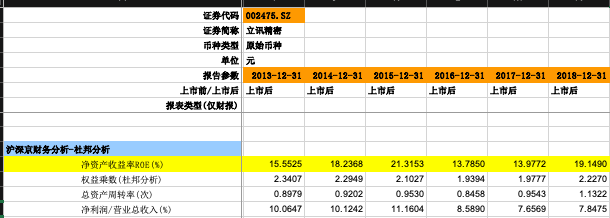 证券代码 002475.SZ
证券简称 立讯精密
币种类型 原始币种
单位 元
报告参数 2013-12-31 2014-12-31 2015-12-31 2016-12-31 2017-12-31 2018-12-31
上市前/上市后 上市后 上市后 上市后 上市后 上市后 上市后
报表类型(仅财报)
沪深京财务分析-杜邦分析
净资产收益率ROE(%) 15.5525 18.2368 21.3153 13.7850 13.9772 19.1490
权益乘数(杜邦分析) 2.3407 2.2949 2.1027 1.9394 1.9777 2.2270
总资产周转率(次) 0.8979 0.9202 0.9530 0.8458 0.9543 1.1322
净利润/营业总收入(%) 10.0647 10.1242 11.1604 8.5890 7.6569 7.8475